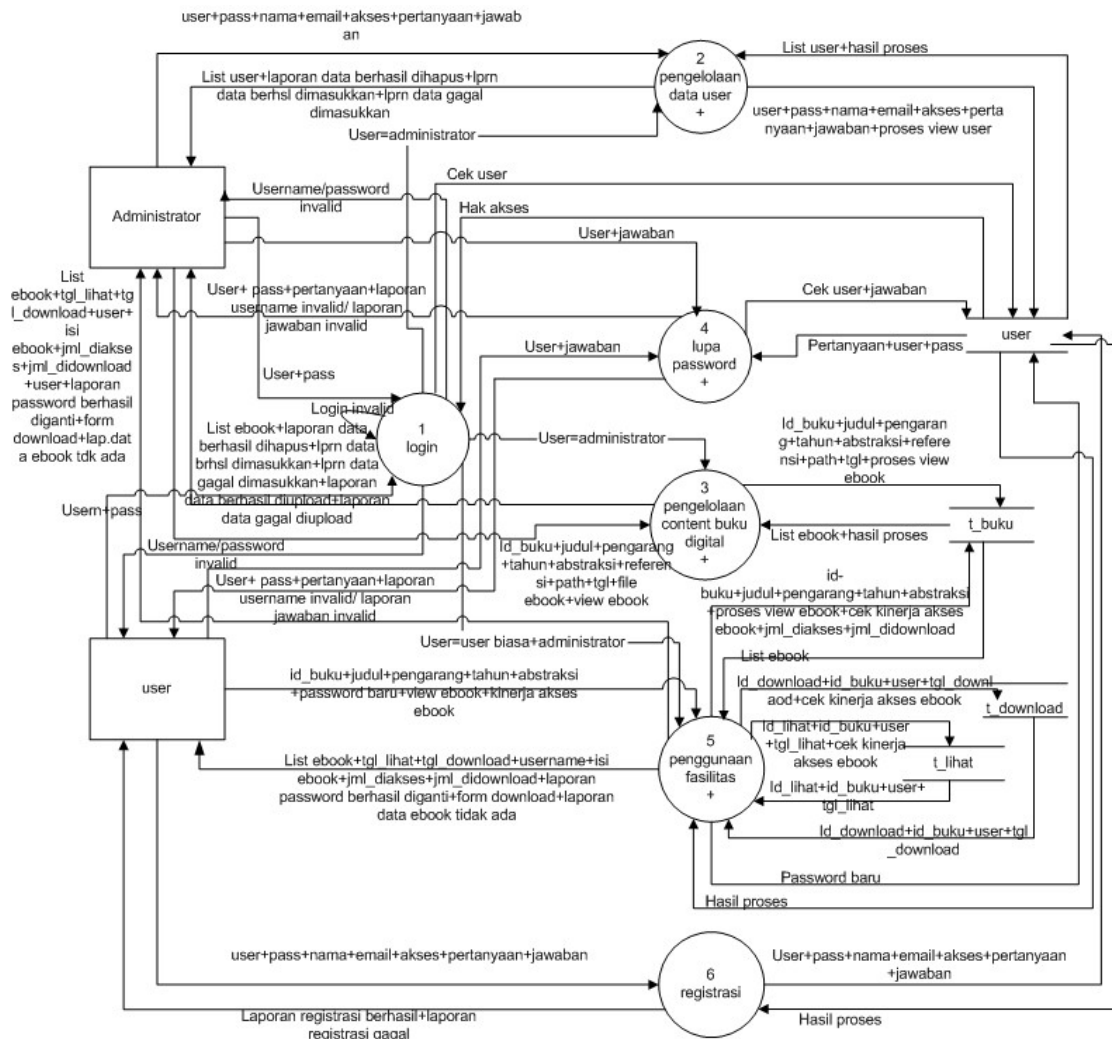 user+pass+nama+email+akses+pertanyaan+jawab
an
List user+laporan data berhasil dihapus+lprn
data berhsl dimasukkan+lprn data gagal
dimasukkan
User=administrator
2
pengelolaan
data user
+
List user+hasil proses
user+pass+nama+email+akses+perta
nyaan+jawaban+proses view user
Administrator
Username/password
invalid
Cek user
Hak akses
User+jawaban
List
ebook+tgl_lihat+tg
l_download+user+
isi
ebook+jml_diakse
s+jml_didownload
+user+laporan
password berhasil
diganti+form
download+lap.dat
a ebook tdk ada
User+ pass+pertanyaan+laporan
username invalid/ laporan
jawaban invalid
User+pass
4
lupa
password
+
Cek user+jawaban
user
Pertanyaan+user+pass
User+jawaban
Login invalid
1
login
List ebook+laporan data
berhasil dihapus+lprn data
brhsl dimasukkan+lprn data
gagal dimasukkan+laporan
data berhasil diupload+laporan
data gagal diupload
User=administrator
Id_buku+judul+pengaran
g+tahun+abstraksi+refere
nsi+path+tgl+proses view
ebook
3
pengelolaan
content buku
digital
+
t_buku
List ebook+hasil proses
Usern+pass
Username/password
invalid
Id_buku+judul+pengarang
+tahun+abstraksi+referen
si+path+tgl+file
ebook+view ebook
User+ pass+pertanyaan+laporan
username invalid/ laporan
jawaban invalid
id-
buku+judul+pengarang+tahun+abstraksi
+proses view ebook+cek kinerja akses
ebook+jml_diakses+jml_didownload
User=user biasa+administrator
List ebook
user
id_buku+judul+pengarang+tahun+abstraksi
+password baru+view ebook+kinerja akses
ebook
Id_download+id_buku+user+tgl_downl
aod+cek kinerja akses ebook
t_download
5
penggunaan
fasilitas
+
Id_lihat+id_buku+user
+tgl_lihat+cek kinerja
akses ebook
t_lihat
List ebook+tgl_lihat+tgl_download+username+isi
ebook+jml_diakses+jml_didownload+laporan
password berhasil diganti+form download+laporan
data ebook tidak ada
Id_lihat+id_buku+user+
tgl_lihat
Id_download+id_buku+user+tgl
_download
Password baru
Hasil proses
user+pass+nama+email+akses+pertanyaan+jawaban
6
registrasi
User+pass+nama+email+akses+pertanyaan
+jawaban
Laporan registrasi berhasil+laporan
registrasi gagal
Hasil proses